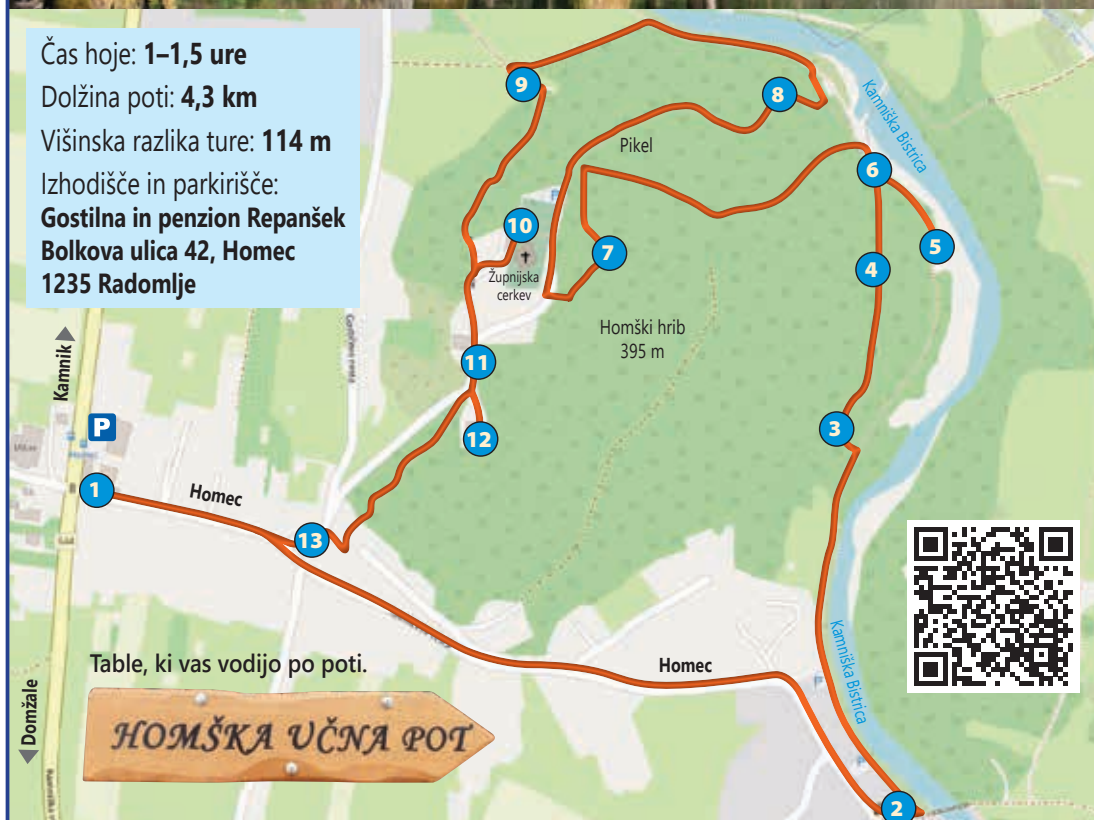 Čas hoje: 1–1,5 ure
Dolžina poti: 4,3 km
Višinska razlika ture: 114 m
Izhodišče in parkirišče:
Gostilna in penzion Repanšek
Bolkova ulica 42, Homec
1235 Radomlje
9
8
Kamniška Bistrica
Pikel
6
10
5
7
4
Župnijska
cerkev
Homški hrib
395 m
Kamnik
11
P
12
3
1
Homec
13
Kamniška Bistrica
Homec
Table, ki vas vodijo po poti.
HOMŠKA UČNA POT
Domžale
2